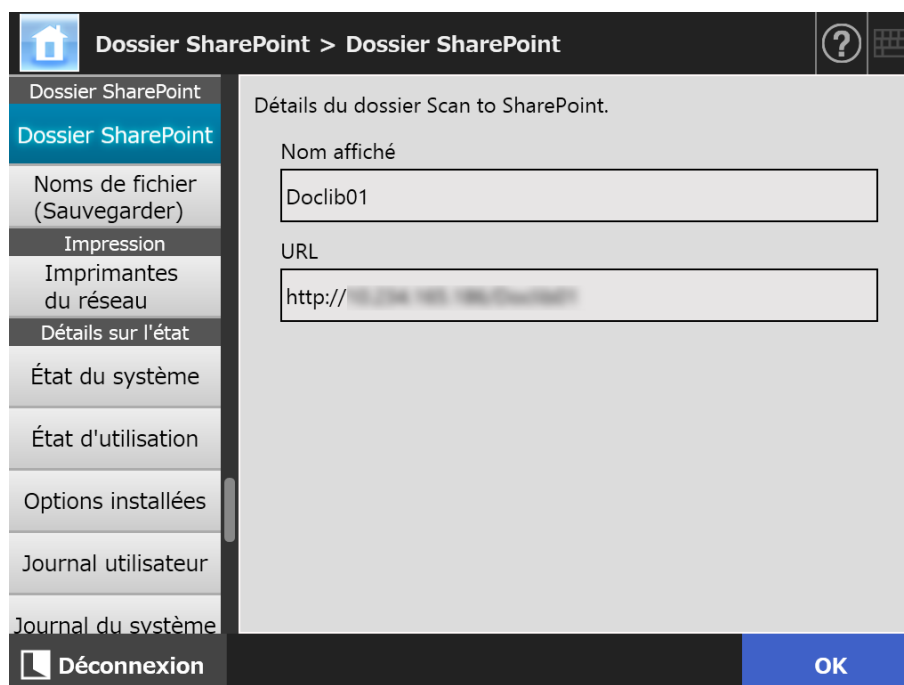 Dossier SharePoint > Dossier SharePoint
?
Dossier SharePoint
Dossier SharePoint
Noms de fichier
(Sauvegarder)
Impression
Imprimantes
du réseau
Détails sur l'état
État du système
État d'utilisation
Options installées
Journal utilisateur
Journal du système
Détails du dossier Scan to SharePoint.
Nom affiché
Doclib01
URL
http://
Déconnexion
OK